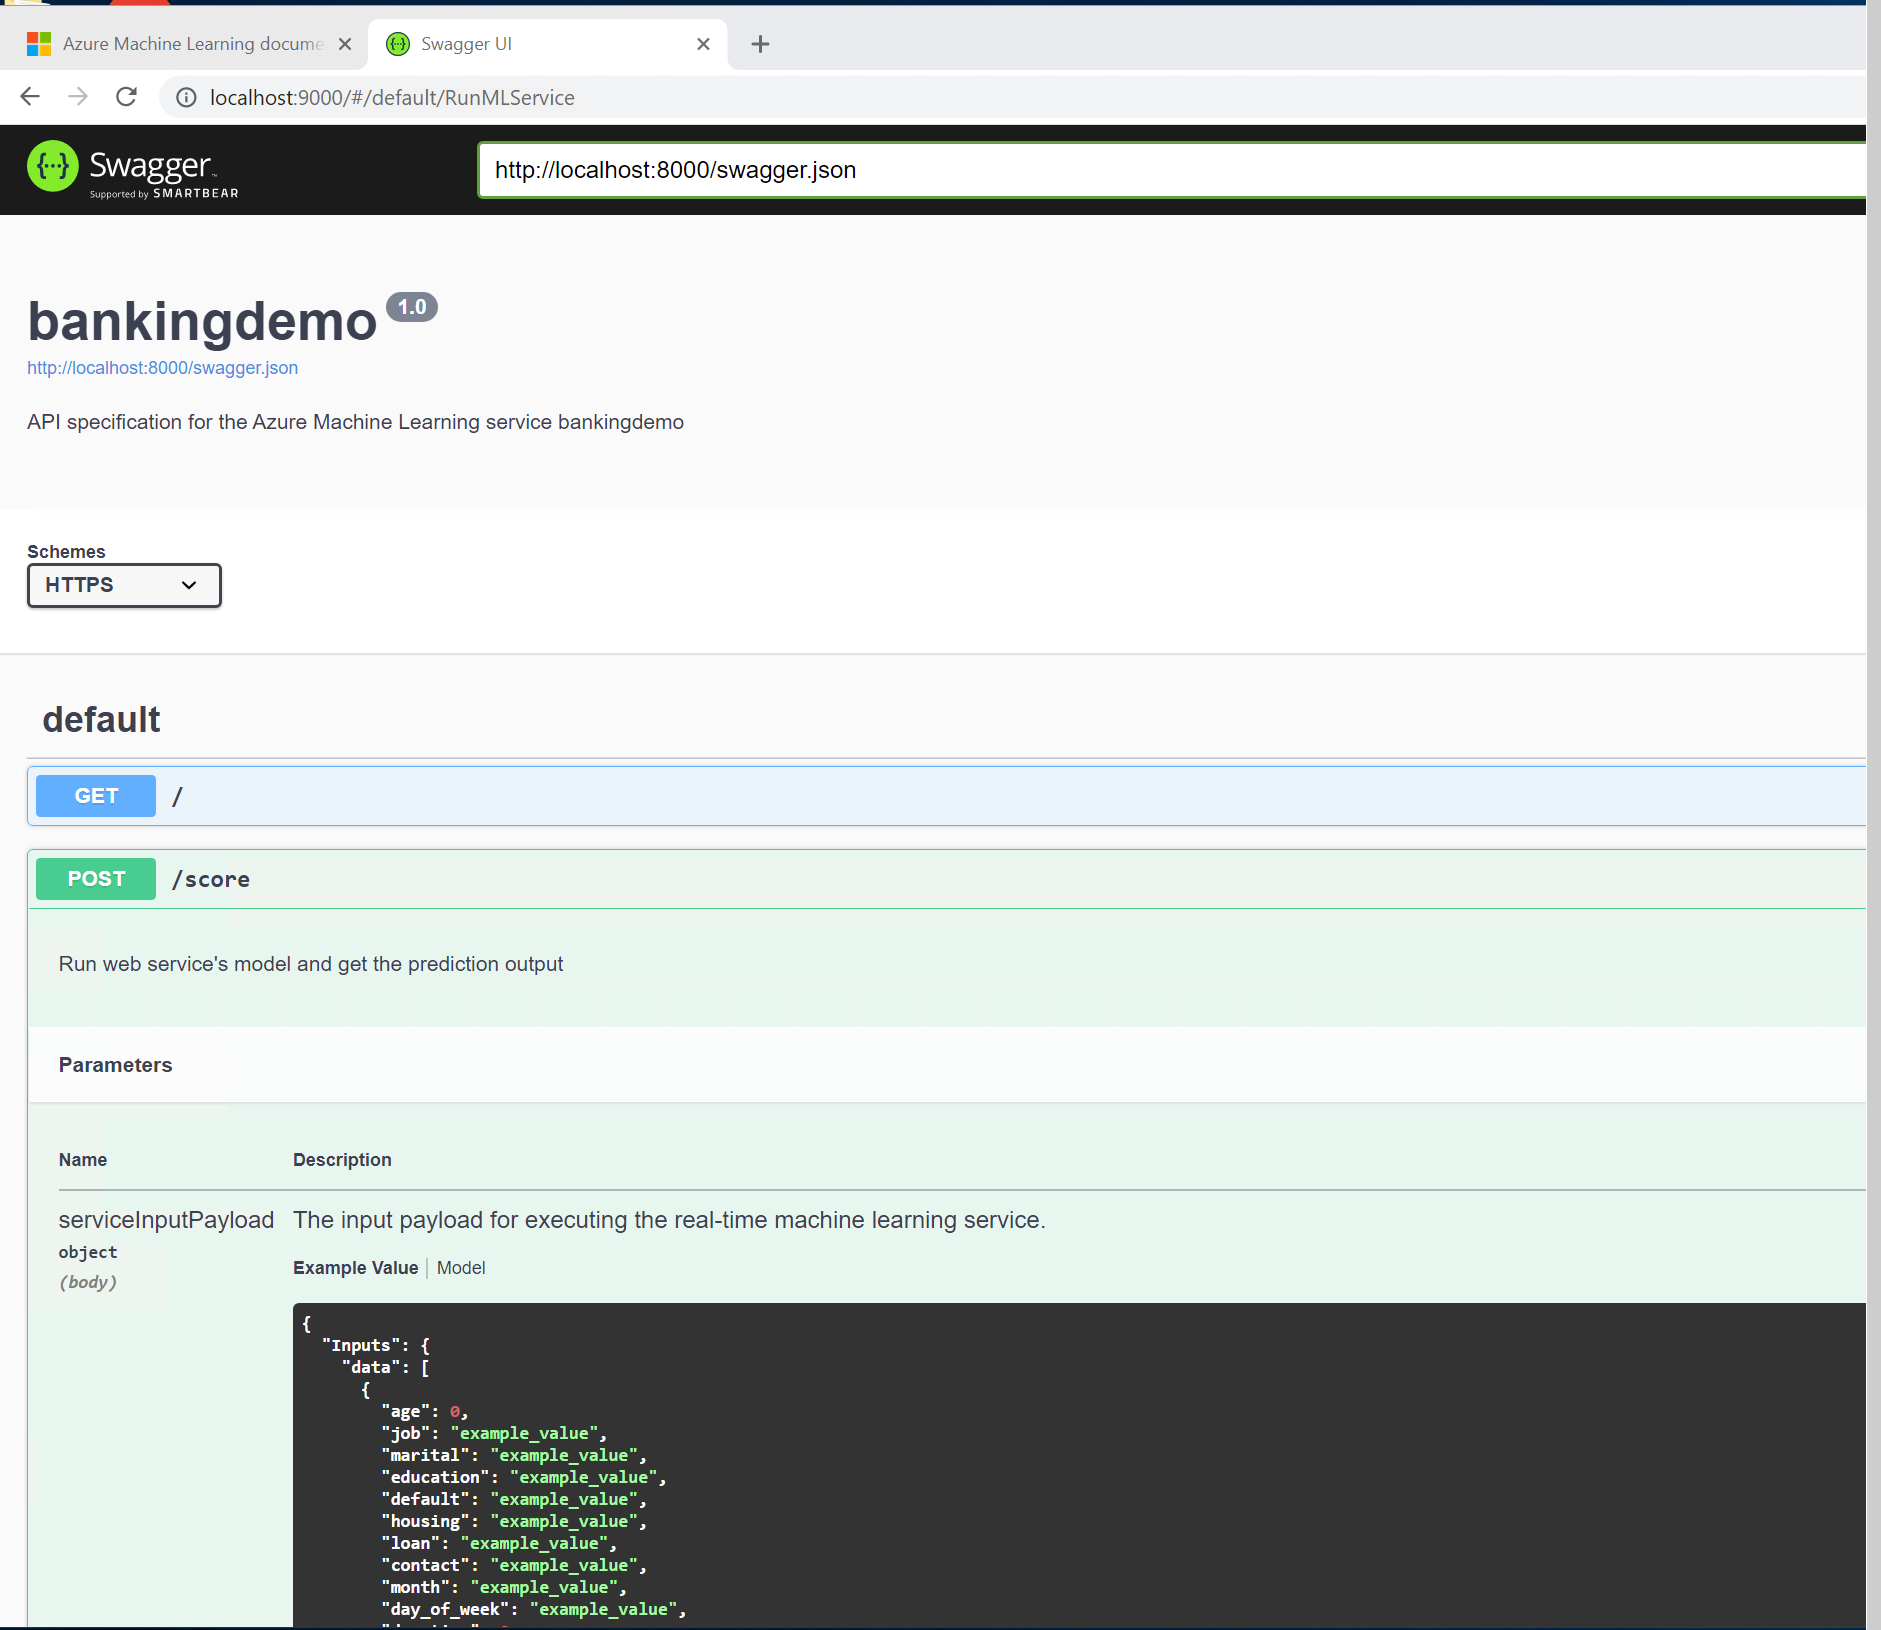 Azure Machine Learning docume
Swagger UI
localhost:9000/#/default/RunMLService
Swagger
Supported by SMARTBEAR
http://localhost:8000/swagger.json
bankingdemo 1.0
http://localhost:8000/swagger.json
API specification for the Azure Machine Learning service bankingdemo
Schemes
HTTPS
default
GET /
POST /score
Run web service's model and get the prediction output
Parameters
Name Description
serviceInputPayload The input payload for executing the real-time machine learning service.
object
(body)
Example Value | Model
{
"Inputs": {
"data": [
{
"age": 0,
"job": "example_value",
"marital": "example_value",
"education": "example_value",
"default": "example_value",
"housing": "example_value",
"loan": "example_value",
"contact": "example_value",
"month": "example_value",
"day_of_week": "example_value",